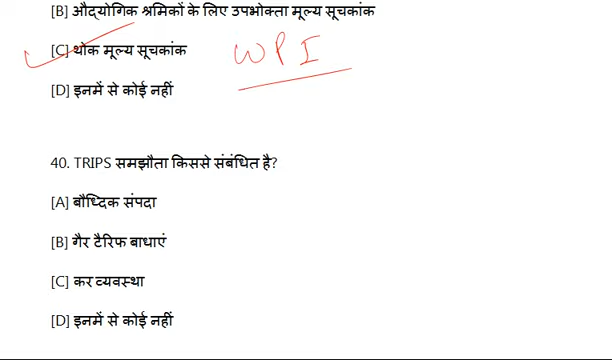 [B] औद्योगिक श्रमिकों के लिए उपभोक्ता मूल्य सूचकांक
[C] थोक मूल्य सूचकांक WPI
[D] इनमें से कोई नहीं
40. TRIPS समझौता किससे संबंधित है?
[A] बौध्दिक संपदा
[B] गैर टैरिफ बाधाएं
[C] कर व्यवस्था
[D] इनमें से कोई नहीं